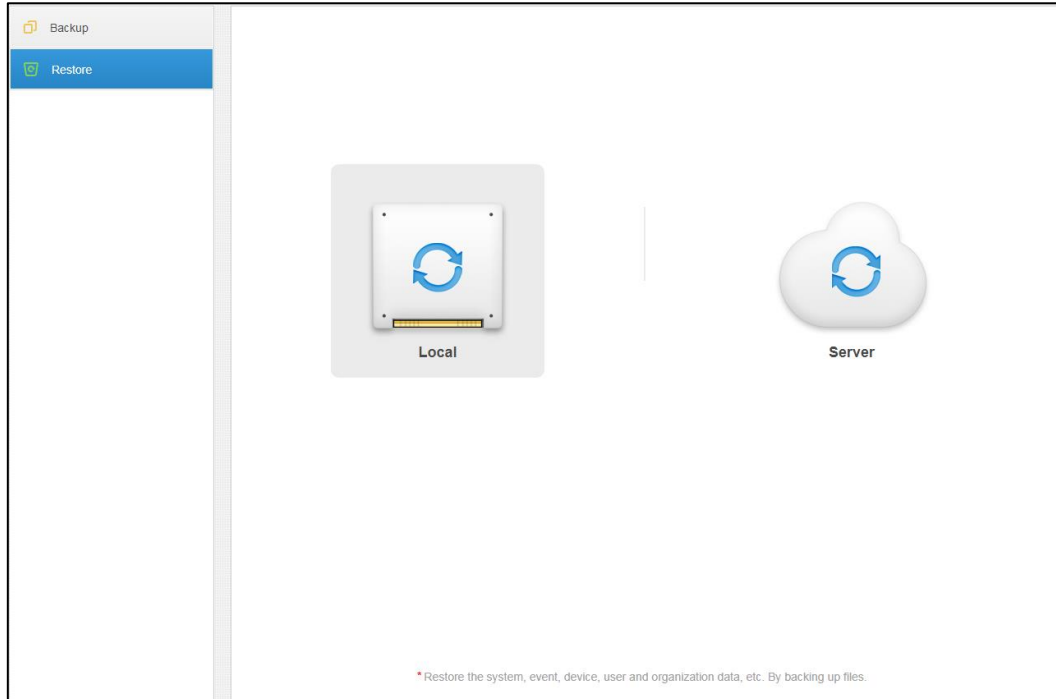 Backup
Restore
Local
Server
* Restore the system, event, device, user and organization data, etc. By backing up files.